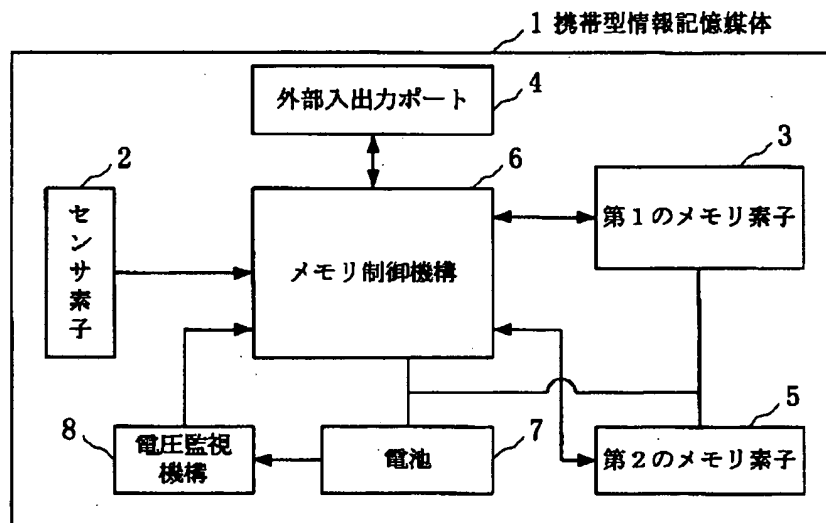 1 携帯型情報記憶媒体
外部入出力ポート
4
2
センサ素子
6
メモリ制御機構
3
第1のメモリ素子
8
電圧監視
機構
電池
7
5
第2のメモリ素子